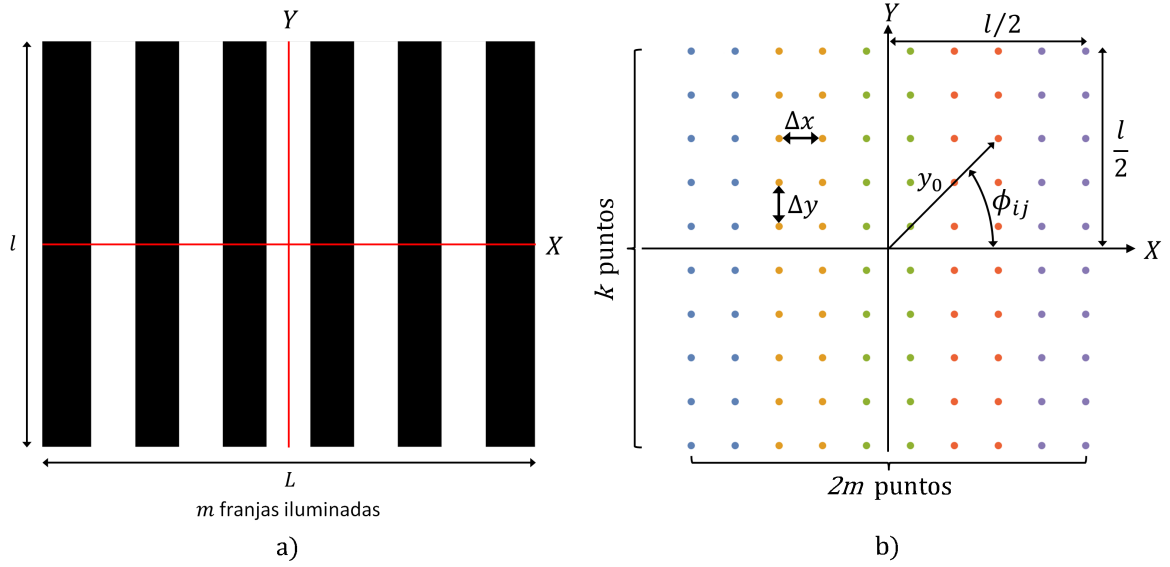 Y
l
X
L
m franjas iluminadas
a)
Y
l/2
Δx
l/2
y₀
ϕᵢⱼ
Δy
X
k puntos
2m puntos
b)